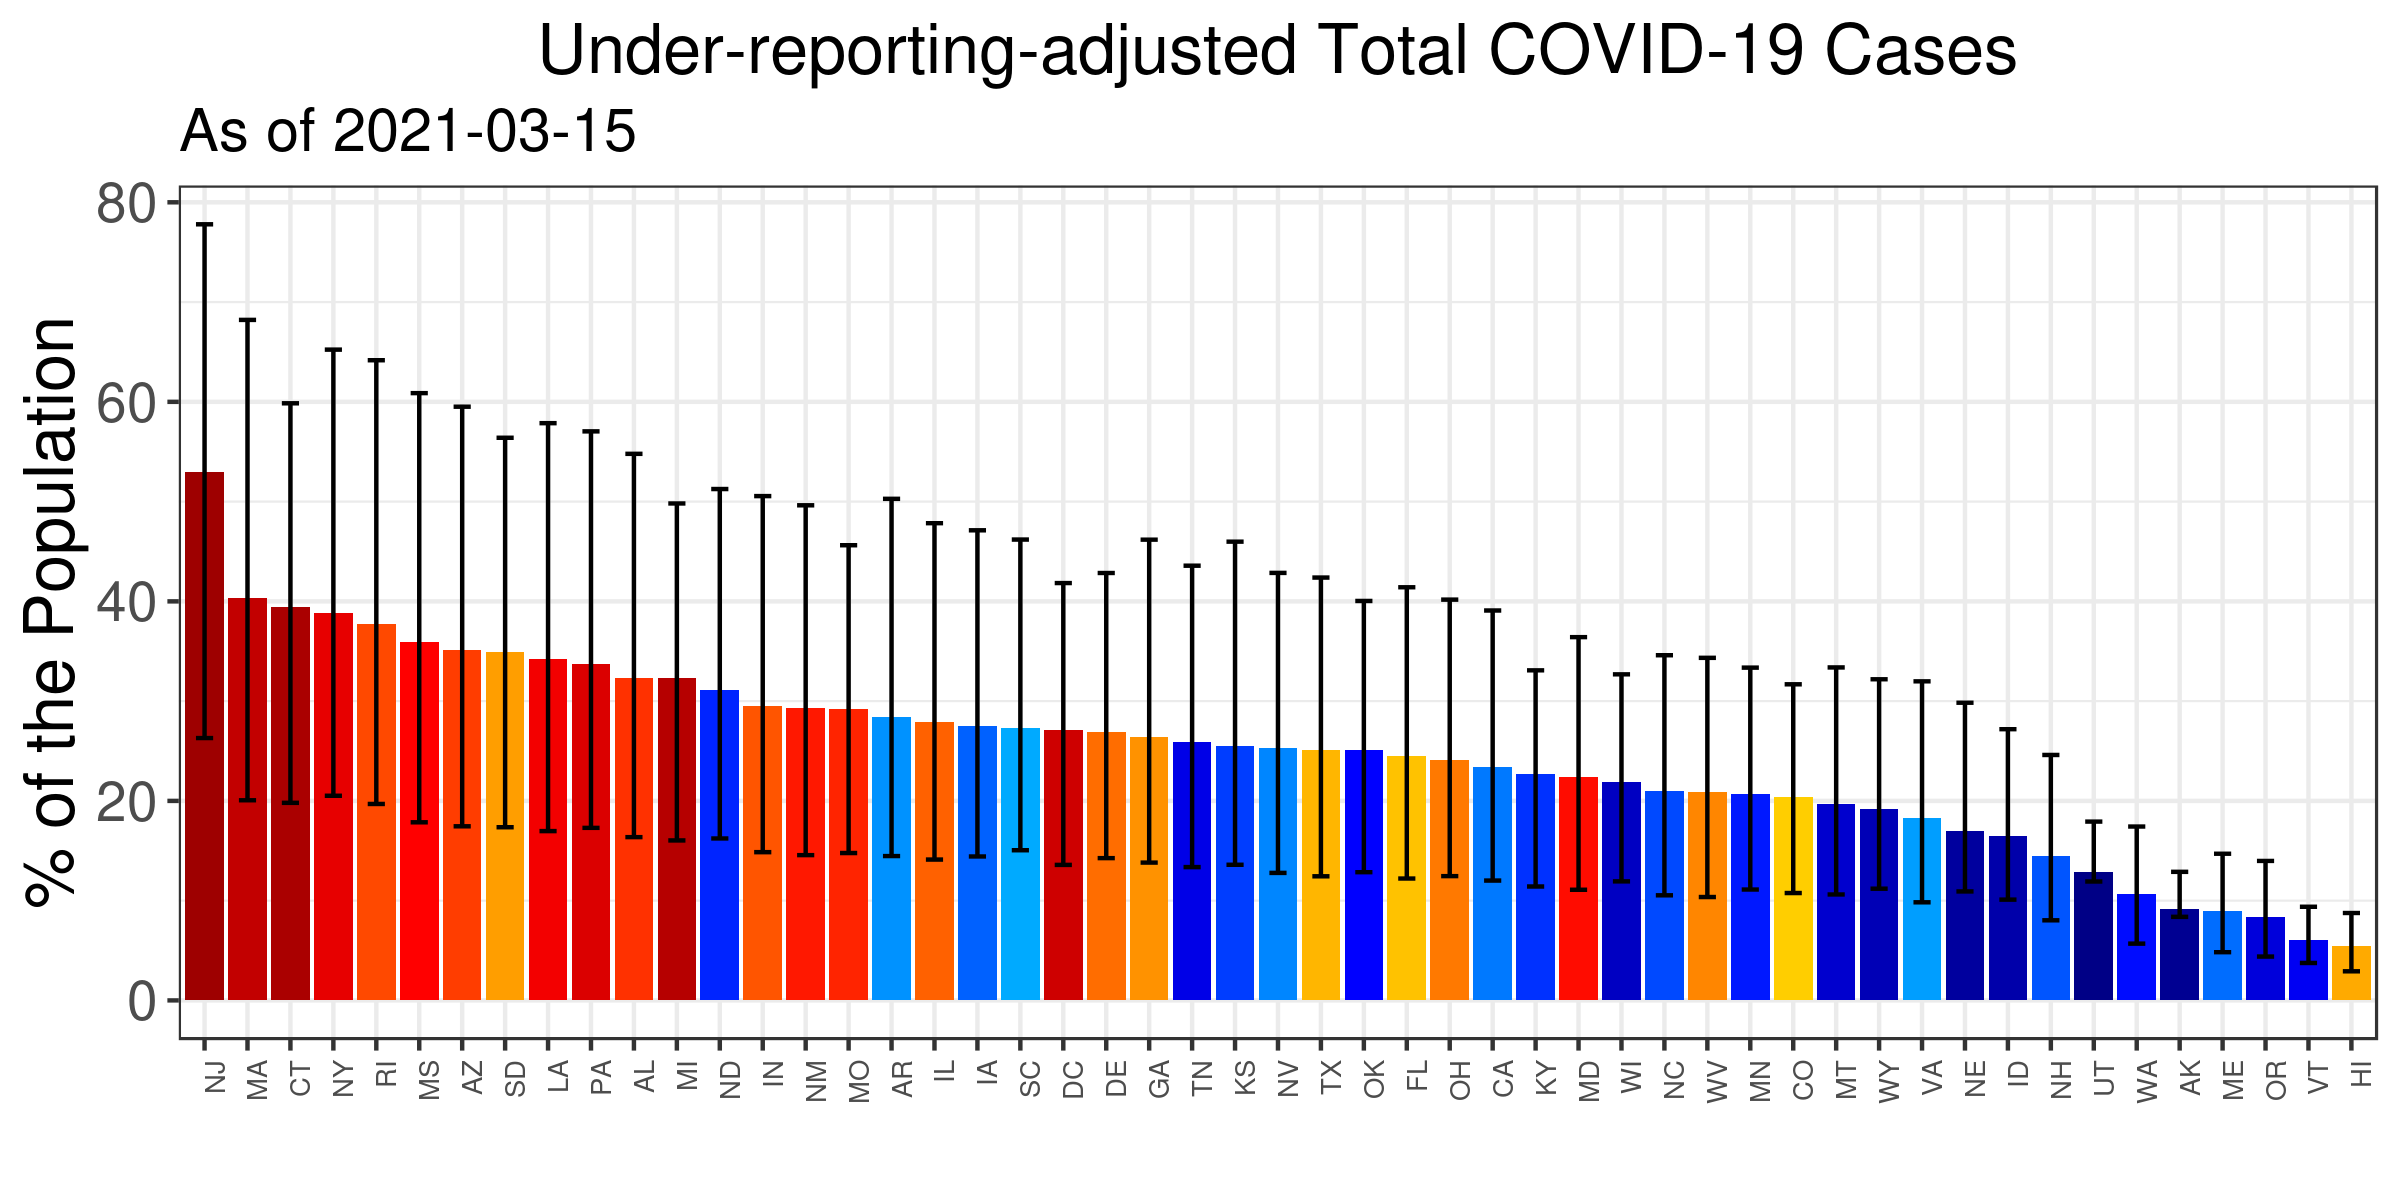 Under-reporting-adjusted Total COVID-19 Cases
As of 2021-03-15
% of the Population
80
60
40
20
0
NJ MA CT NY RI MS AZ SD LA PA AL MI ND IN NM MO AR IL IA SC DC DE GA TN KS NV TX OK FL OH CA KY MD WI NC WV MN CO MT WY VA NE ID NH UT WA AK ME OR VT HI